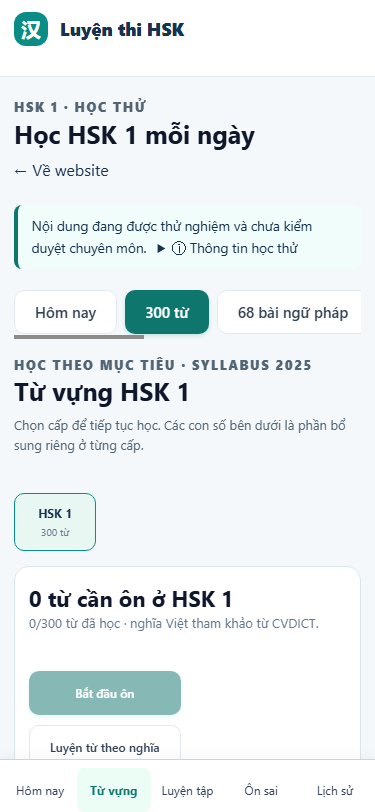 汉 Luyện thi HSK
HSK 1 · HỌC THỬ
Học HSK 1 mỗi ngày
← Về website
Nội dung đang được thử nghiệm và chưa kiểm
duyệt chuyên môn. ▶ ⓘ Thông tin học thử
Hôm nay 300 từ 68 bài ngữ pháp
HỌC THEO MỤC TIÊU · SYLLABUS 2025
Từ vựng HSK 1
Chọn cấp để tiếp tục học. Các con số bên dưới là phần bổ
sung riêng ở từng cấp.
HSK 1
300 từ
0 từ cần ôn ở HSK 1
0/300 từ đã học · nghĩa Việt tham khảo từ CVDICT.
Bắt đầu ôn
Luyện từ theo nghĩa
Hôm nay Từ vựng Luyện tập Ôn sai Lịch sử